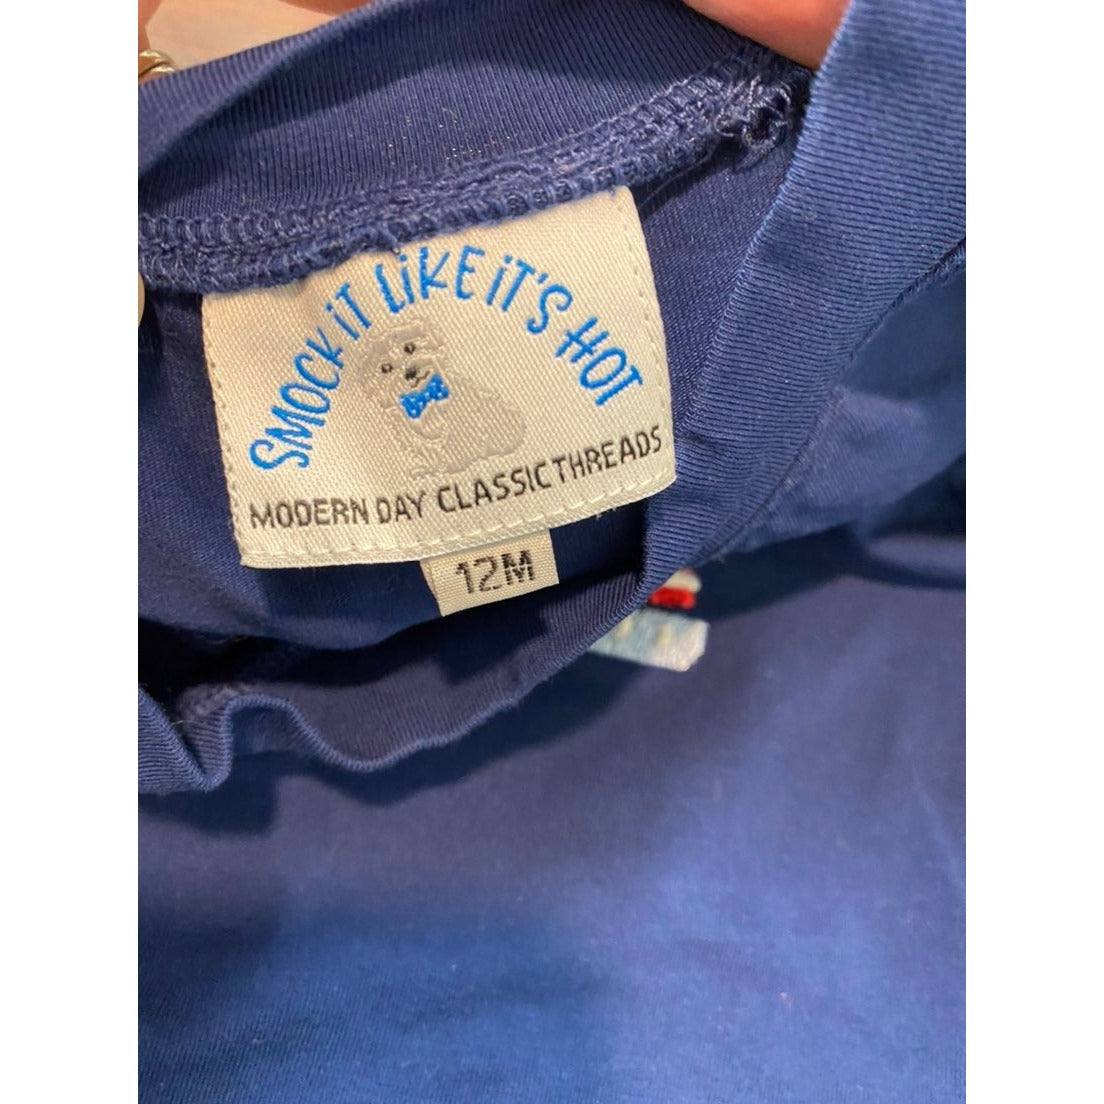 SMOCK iT LiKE iT'S HOT
MODERN DAY CLASSIC THREADS
12M